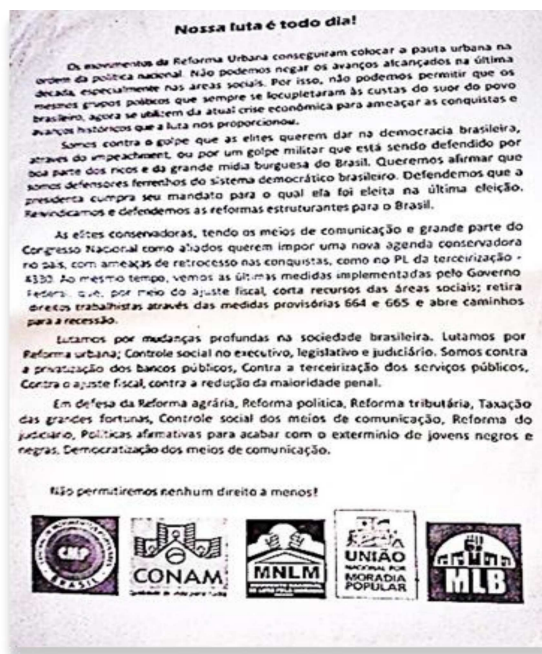 Nossa luta é todo dia!
Os movimentos da Reforma Urbana conseguiram colocar a pauta urbana na
ordem da política nacional. Não podemos negar os avanços alcançados na última
década, especialmente nas áreas sociais. Por isso, não podemos permitir que os
mesmos grupos políticos que sempre se locupletaram às custas do suor do povo
brasileiro, agora se utilizem da atual crise econômica para ameaçar as conquistas e
avanços históricos que a luta nos proporcionou.
Somos contra o golpe que as elites querem dar na democracia brasileira,
através do impeachment, ou por um golpe militar que está sendo defendido por
boa parte dos ricos e da grande mídia burguesa do Brasil. Queremos afirmar que
somos defensores ferrenhos do sistema democrático brasileiro. Defendemos que a
presidenta cumpra seu mandato para o qual ela foi eleita na última eleição.
Reivindicamos e defendemos as reformas estruturantes para o Brasil.
As elites conservadoras, tendo os meios de comunicação e grande parte do
Congresso Nacional como aliados querem impor uma nova agenda conservadora
no país, com ameaças de retrocesso nas conquistas, como no PL da terceirização -
4330. Ao mesmo tempo, vemos as últimas medidas implementadas pelo Governo
Federal, que, por meio do ajuste fiscal, corta recursos das áreas sociais; retira
direitos trabalhistas através das medidas provisórias 664 e 665 e abre caminhos
para a recessão.
Lutamos por mudanças profundas na sociedade brasileira. Lutamos por
Reforma urbana; Controle social no executivo, legislativo e judiciário. Somos contra
a privatização dos bancos públicos, Contra a terceirização dos serviços públicos,
Contra o ajuste fiscal, contra a redução da maioridade penal.
Em defesa da Reforma agrária, Reforma política, Reforma tributária, Taxação
das grandes fortunas, Controle social dos meios de comunicação, Reforma do
judiciário, Políticas afirmativas para acabar com o extermínio de jovens negros e
negras, Democratização dos meios de comunicação.
Não permitiremos nenhum direito a menos!
CMP
BRASIL
CONAM
MNLM
UNIÃO
NACIONAL POR
MORADIA
POPULAR
MLB